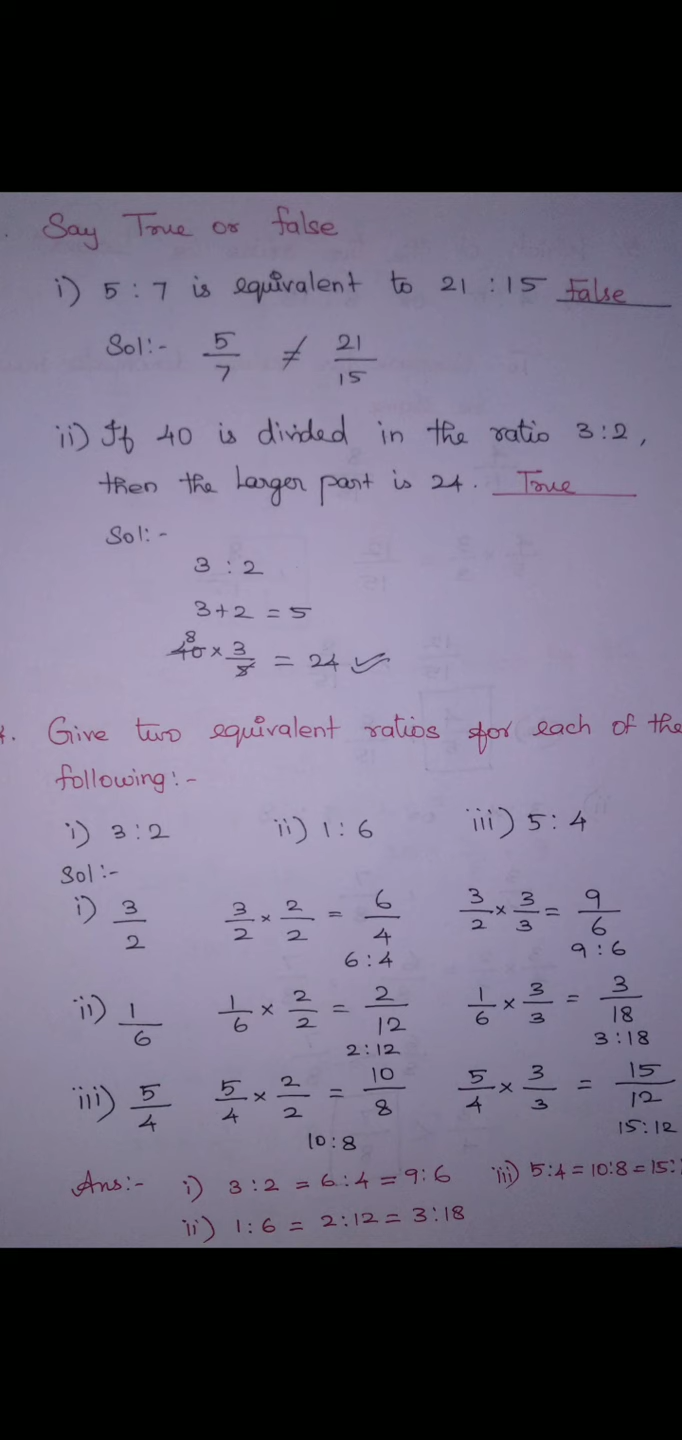 . Say True or false
i) 5 : 7 is equivalent to 21 : 15 False
Sol:- 5/7 ≠ 21/15
ii) If 40 is divided in the ratio 3:2,
then the larger part is 24. True
Sol:-
3 : 2
3+2 = 5
8
40 × 3/5 = 24 ✓
. Give two equivalent ratios for each of the
following:-
i) 3:2 ii) 1:6 iii) 5:4
Sol:-
i) 3/2 3/2 × 2/2 = 6/4 3/2 × 3/3 = 9/6
6:4 9:6
ii) 1/6 1/6 × 2/2 = 2/12 1/6 × 3/3 = 3/18
2:12 3:18
iii) 5/4 5/4 × 2/2 = 10/8 5/4 × 3/3 = 15/12
10:8 15:12
Ans:- i) 3:2 = 6:4 = 9:6 iii) 5:4 = 10:8 = 15:
ii) 1:6 = 2:12 = 3:18